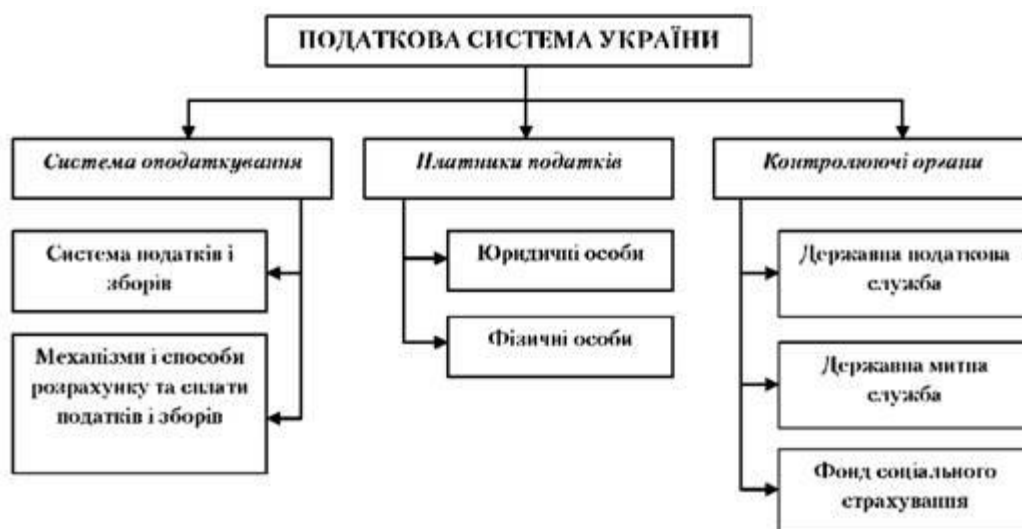 ПОДАТКОВА СИСТЕМА УКРАЇНИ
Система оподаткування
Платники податків
Контролюючі органи
Система податків і
зборів
Механізми і способи
розрахунку та сплати
податків і зборів
Юридичні особи
Фізичні особи
Державна податкова
служба
Державна митна
служба
Фонд соціального
страхування